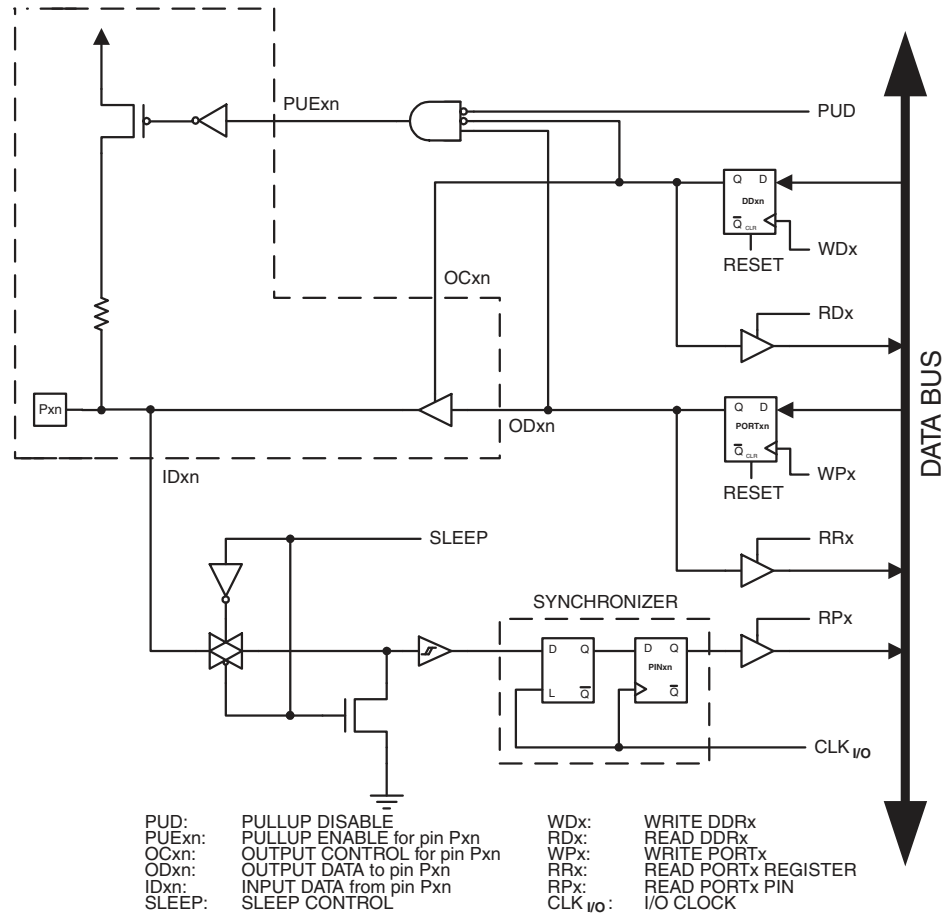 PUExn
PUD
Q D
DDxn
Q CLR
WDx
RESET
OCxn
RDx
Pxn
ODxn
Q D
PORTxn
Q CLR
WPx
RESET
IDxn
DATA BUS
SLEEP
RRx
SYNCHRONIZER
RPx
D Q
D Q
PINxn
L Q
Q
CLK I/O
PUD: PULLUP DISABLE
PUExn: PULLUP ENABLE for pin Pxn
OCxn: OUTPUT CONTROL for pin Pxn
ODxn: OUTPUT DATA to pin Pxn
IDxn: INPUT DATA from pin Pxn
SLEEP: SLEEP CONTROL
WDx: WRITE DDRx
RDx: READ DDRx
WPx: WRITE PORTx
RRx: READ PORTx REGISTER
RPx: READ PORTx PIN
CLK I/O: I/O CLOCK